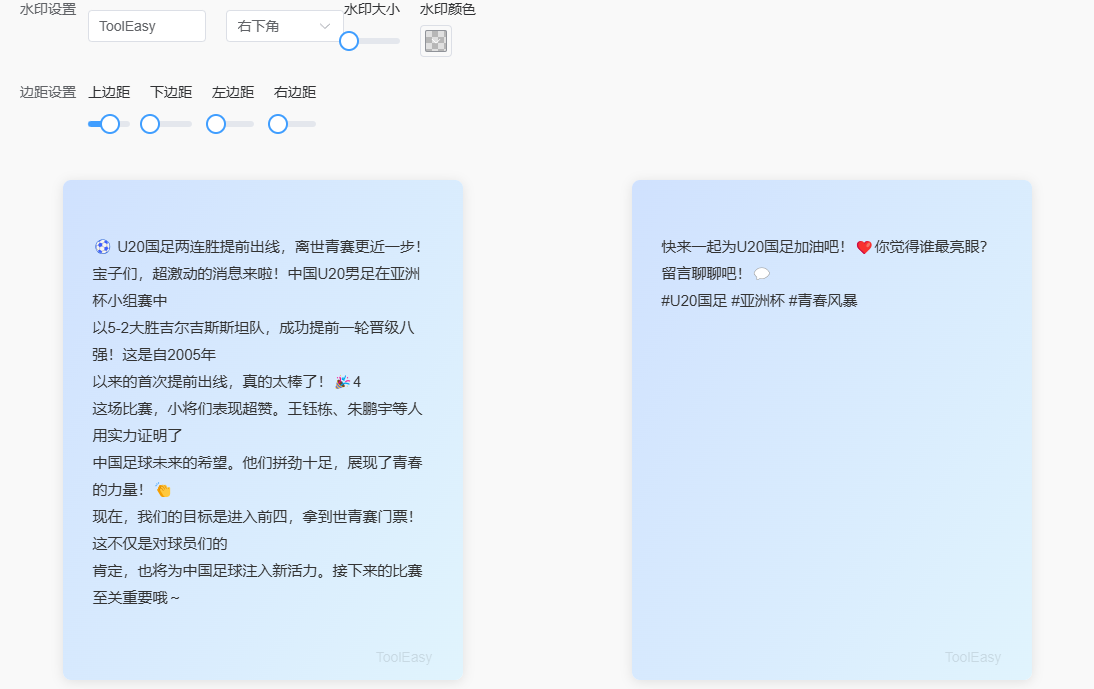 水印设置
ToolEasy
右下角
水印大小
水印颜色
边距设置
上边距
下边距
左边距
右边距
⚽ U20国足两连胜提前出线，离世青赛更近一步！
宝子们，超激动的消息来啦！中国U20男足在亚洲
杯小组赛中
以5-2大胜吉尔吉斯斯坦队，成功提前一轮晋级八
强！这是自2005年
以来的首次提前出线，真的太棒了！🎉4
这场比赛，小将们表现超赞。王钰栋、朱鹏宇等人
用实力证明了
中国足球未来的希望。他们拼劲十足，展现了青春
的力量！👏
现在，我们的目标是进入前四，拿到世青赛门票！
这不仅是对球员们的
肯定，也将为中国足球注入新活力。接下来的比赛
至关重要哦～
ToolEasy
快来一起为U20国足加油吧！❤️你觉得谁最亮眼？
留言聊聊吧！💬
#U20国足 #亚洲杯 #青春风暴
ToolEasy